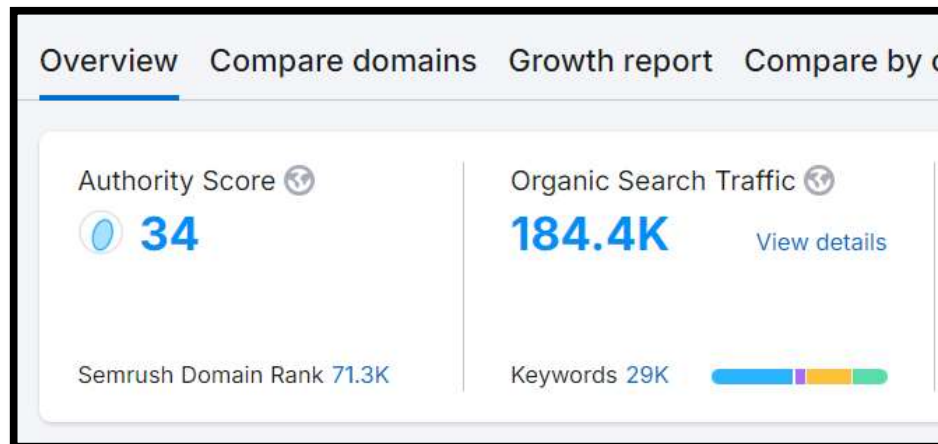 Overview Compare domains Growth report Compare by
Authority Score
34
Semrush Domain Rank 71.3K
Organic Search Traffic
184.4K View details
Keywords 29K